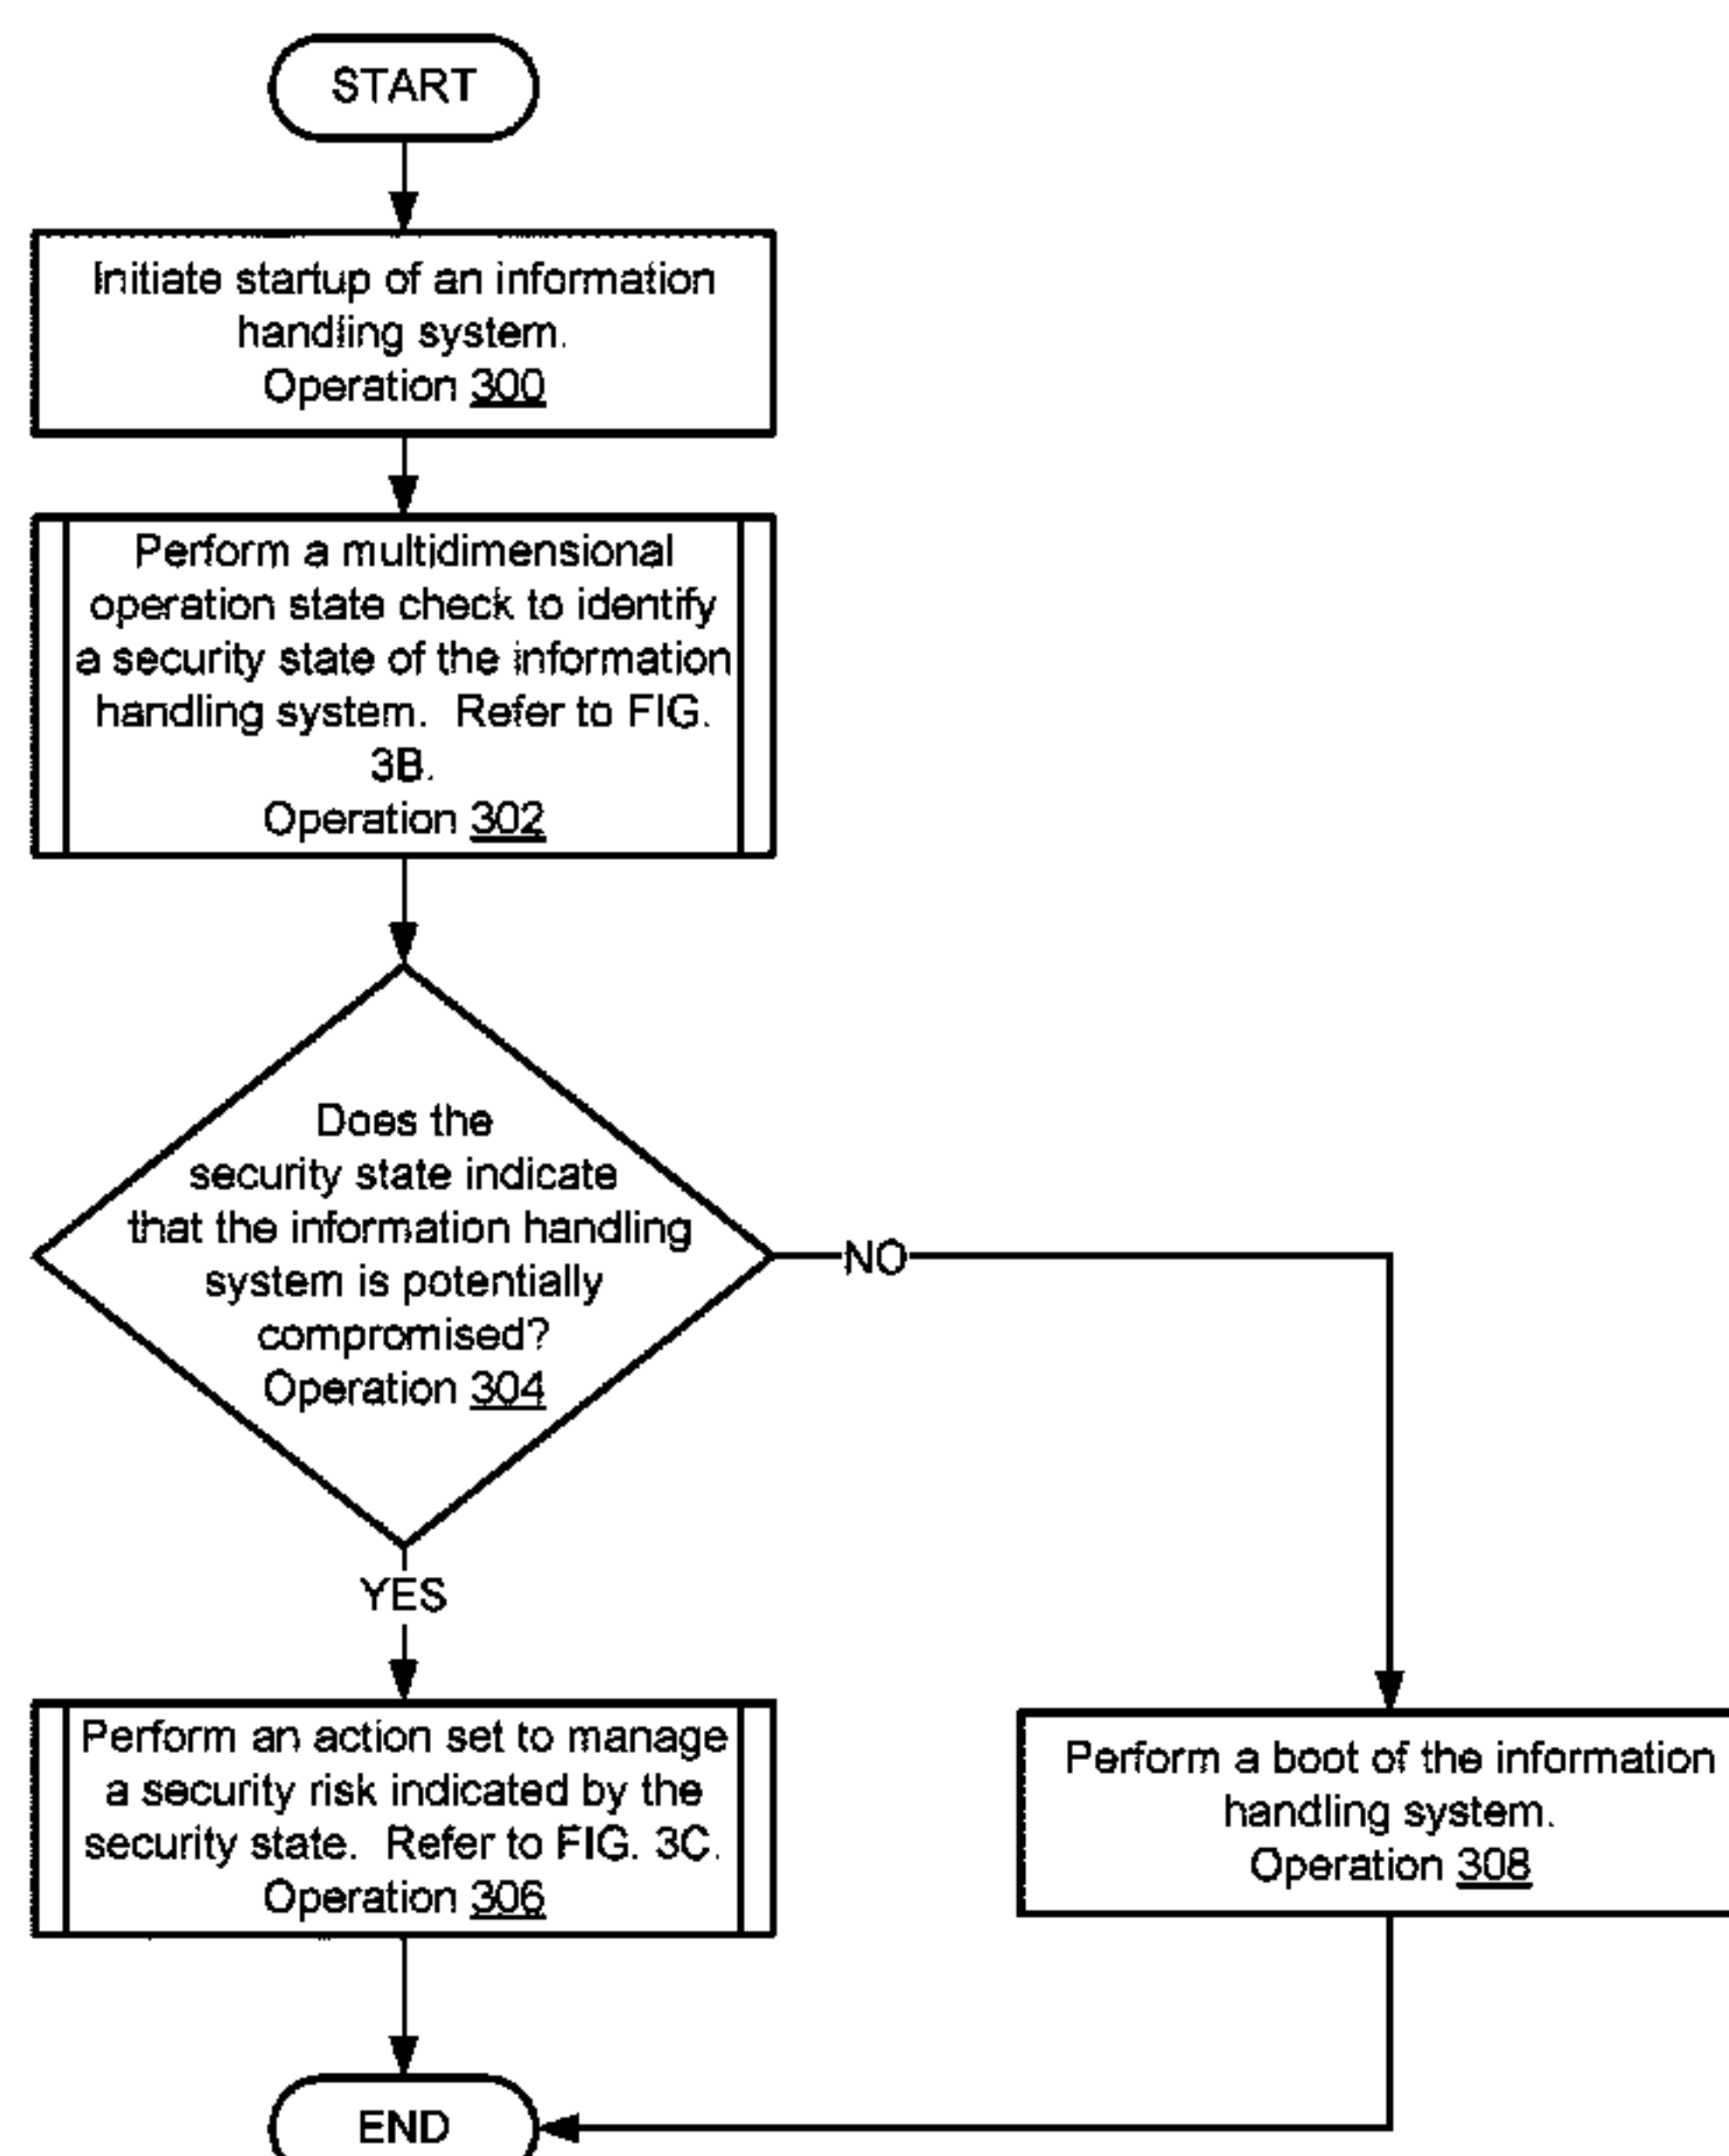 START
Initiate startup of an information
handling system.
Operation 300
Perform a multidimensional
operation state check to identify
a security state of the information
handling system.  Refer to FIG.
3B.
Operation 302
Does the
security state indicate
that the information handling
system is potentially
compromised?
Operation 304
NO
YES
Perform an action set to manage
a security risk indicated by the
security state.  Refer to FIG. 3C.
Operation 306
Perform a boot of the information
handling system.
Operation 308
END